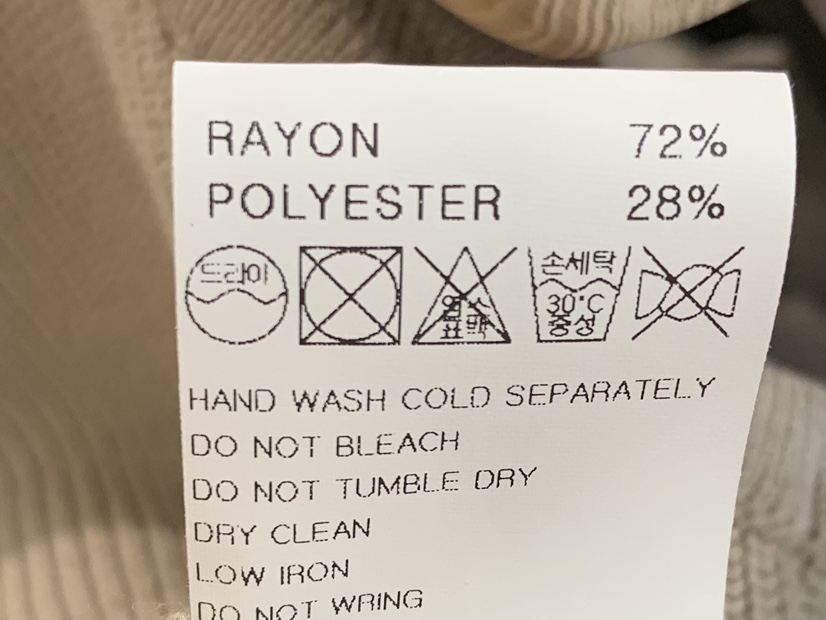 RAYON 72%
POLYESTER 28%
드라이
염소
표백
손세탁
30°C
중성
HAND WASH COLD SEPARATELY
DO NOT BLEACH
DO NOT TUMBLE DRY
DRY CLEAN
LOW IRON
DO NOT WRING